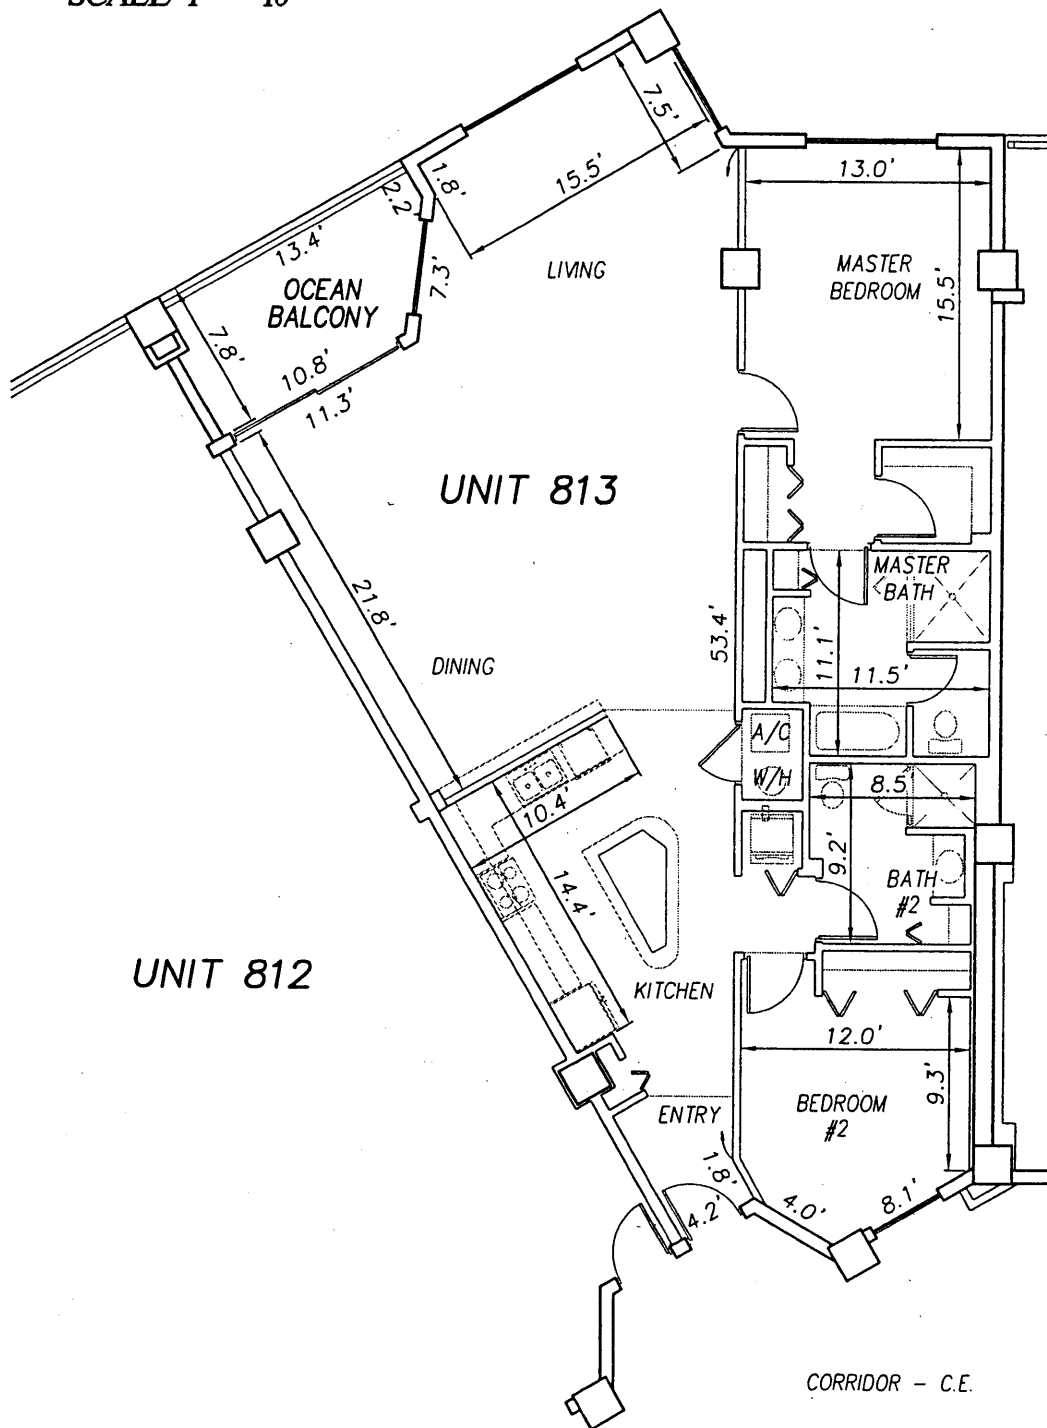 7.5'
15.5'
1.8'
2.2'
13.4'
7.3'
13.0'
LIVING
MASTER
BEDROOM
15.5'
OCEAN
BALCONY
7.8'
10.8'
11.3'
UNIT 813
21.8'
DINING
53.4'
MASTER
BATH
11.1'
11.5'
A/C
W/H
8.5
10.4'
14.4'
9.2'
BATH
#2
UNIT 812
KITCHEN
12.0'
9.3'
ENTRY
BEDROOM
#2
1.8'
4.2'
4.0'
8.1'
CORRIDOR – C.E.